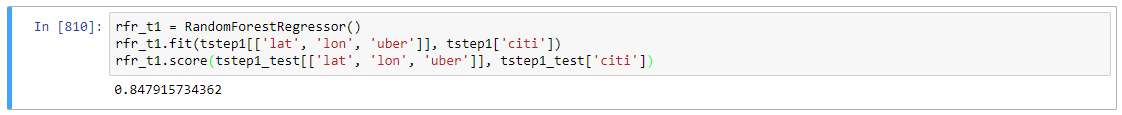 In [810]: rfr_t1 = RandomForestRegressor()
rfr_t1.fit(tstep1[['lat', 'lon', 'uber']], tstep1['citi'])
rfr_t1.score(tstep1_test[['lat', 'lon', 'uber']], tstep1_test['citi'])
0.847915734362